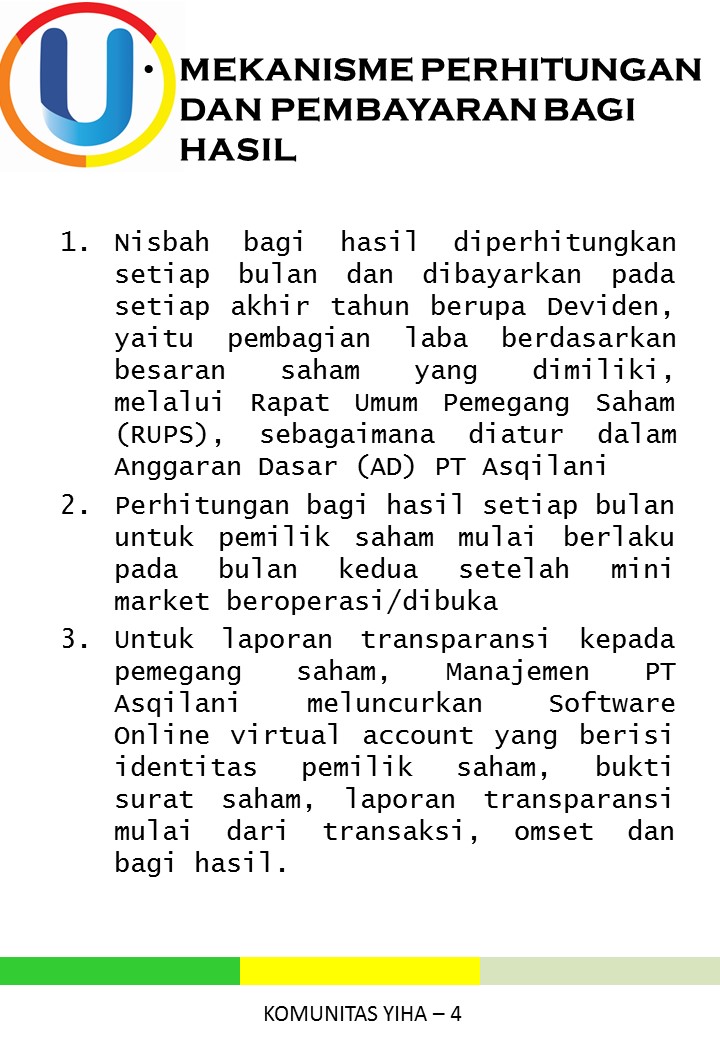 U
• MEKANISME PERHITUNGAN
DAN PEMBAYARAN BAGI
HASIL
1. Nisbah bagi hasil diperhitungkan
setiap bulan dan dibayarkan pada
setiap akhir tahun berupa Deviden,
yaitu pembagian laba berdasarkan
besaran saham yang dimiliki,
melalui Rapat Umum Pemegang Saham
(RUPS), sebagaimana diatur dalam
Anggaran Dasar (AD) PT Asqilani
2. Perhitungan bagi hasil setiap bulan
untuk pemilik saham mulai berlaku
pada bulan kedua setelah mini
market beroperasi/dibuka
3. Untuk laporan transparansi kepada
pemegang saham, Manajemen PT
Asqilani meluncurkan Software
Online virtual account yang berisi
identitas pemilik saham, bukti
surat saham, laporan transparansi
mulai dari transaksi, omset dan
bagi hasil.
KOMUNITAS YIHA – 4